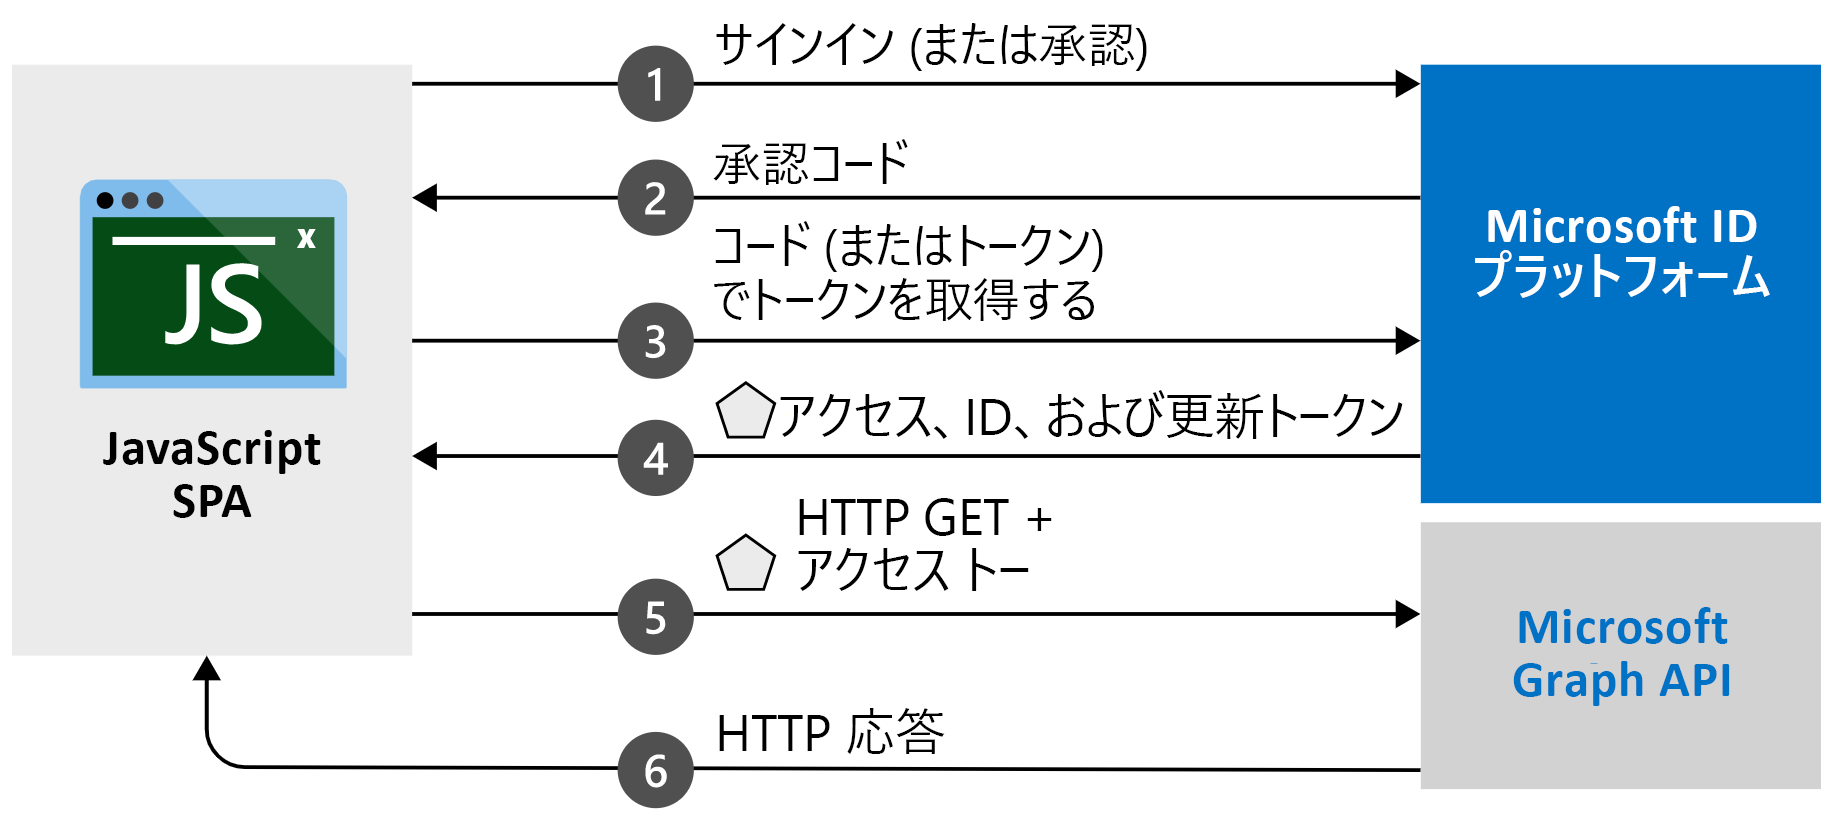 サインイン (または承認)
1
承認コード
2
コード (またはトークン)
でトークンを取得する
3
アクセス、ID、および更新トークン
4
HTTP GET +
アクセス トー
5
HTTP 応答
6
x
JS
JavaScript
SPA
Microsoft ID
プラットフォーム
Microsoft
Graph API